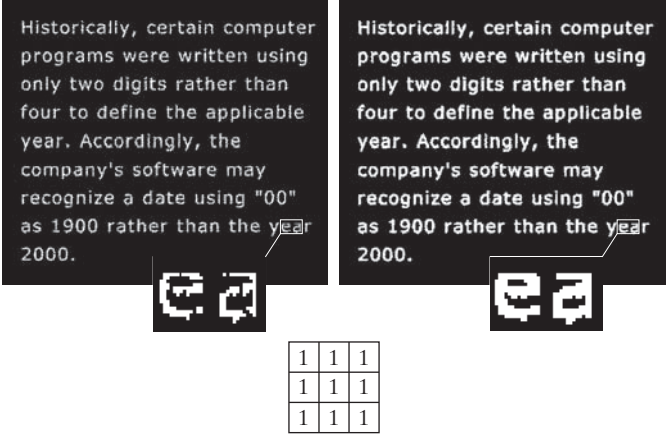 Historically, certain computer
programs were written using
only two digits rather than
four to define the applicable
year. Accordingly, the
company's software may
recognize a date using "00"
as 1900 rather than the year
2000.
e a
Historically, certain computer
programs were written using
only two digits rather than
four to define the applicable
year. Accordingly, the
company's software may
recognize a date using "00"
as 1900 rather than the year
2000.
e a
1 1 1
1 1 1
1 1 1